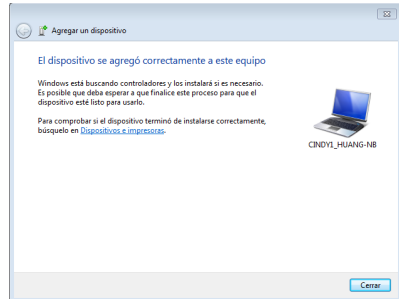 Agregar un dispositivo
El dispositivo se agregó correctamente a este equipo
Windows está buscando controladores y los instalará si es necesario.
Es posible que deba esperar a que finalice este proceso para que el
dispositivo esté listo para usarlo.
Para comprobar si el dispositivo terminó de instalarse correctamente,
búsquelo en Dispositivos e impresoras.
CINDY1_HUANG-NB
Cerrar